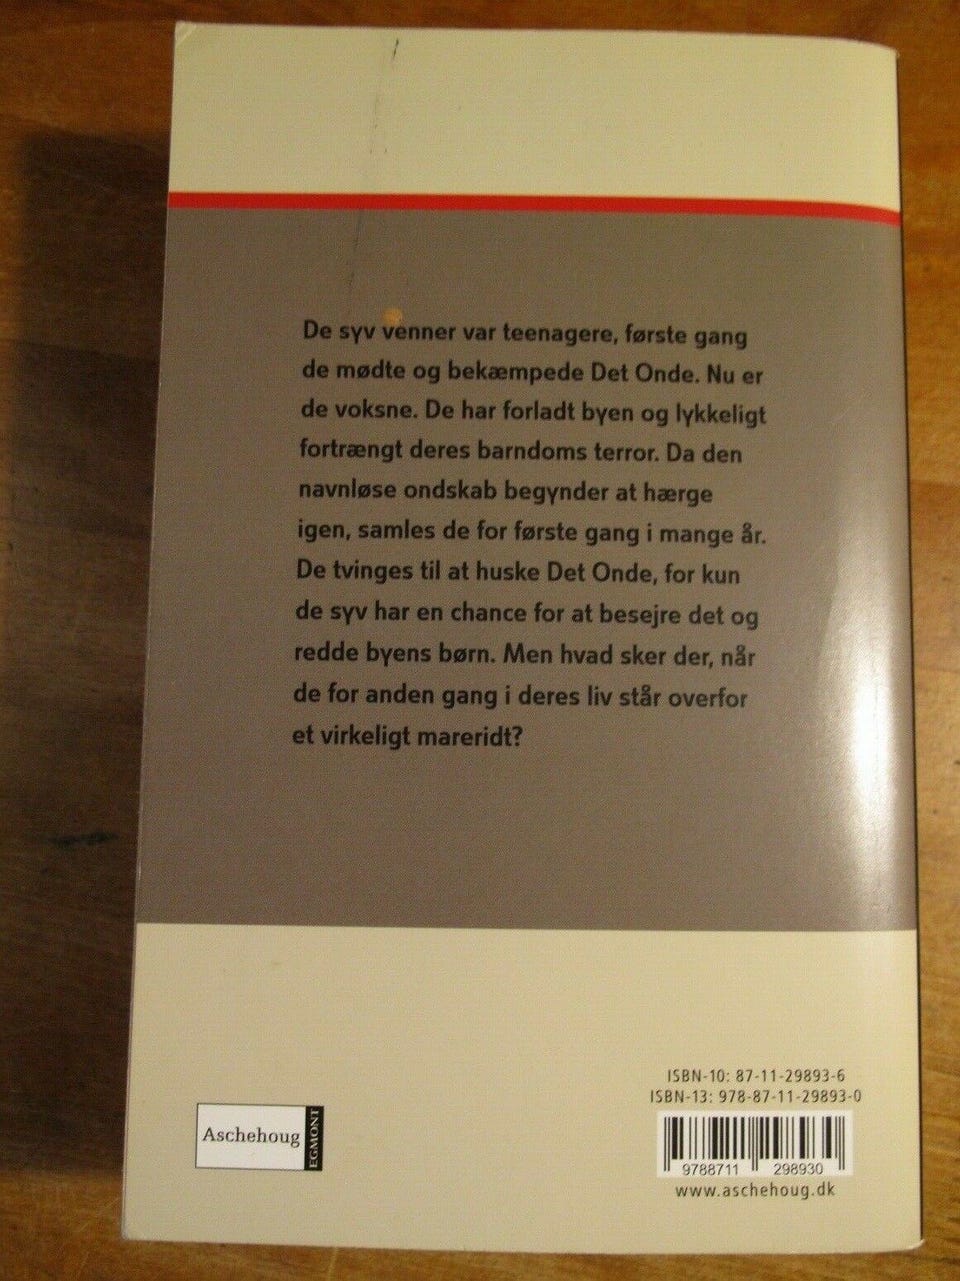 De syv venner var teenagere, første gang
de mødte og bekæmpede Det Onde. Nu er
de voksne. De har forladt byen og lykkeligt
fortrængt deres barndoms terror. Da den
navnløse ondskab begynder at hærge
igen, samles de for første gang i mange år.
De tvinges til at huske Det Onde, for kun
de syv har en chance for at besejre det og
redde byens børn. Men hvad sker der, når
de for anden gang i deres liv står overfor
et virkeligt mareridt?
ISBN-10: 87-11-29893-6
ISBN-13: 978-87-11-29893-0
Aschehoug
EGMONT
9788711 298930
www.aschehoug.dk